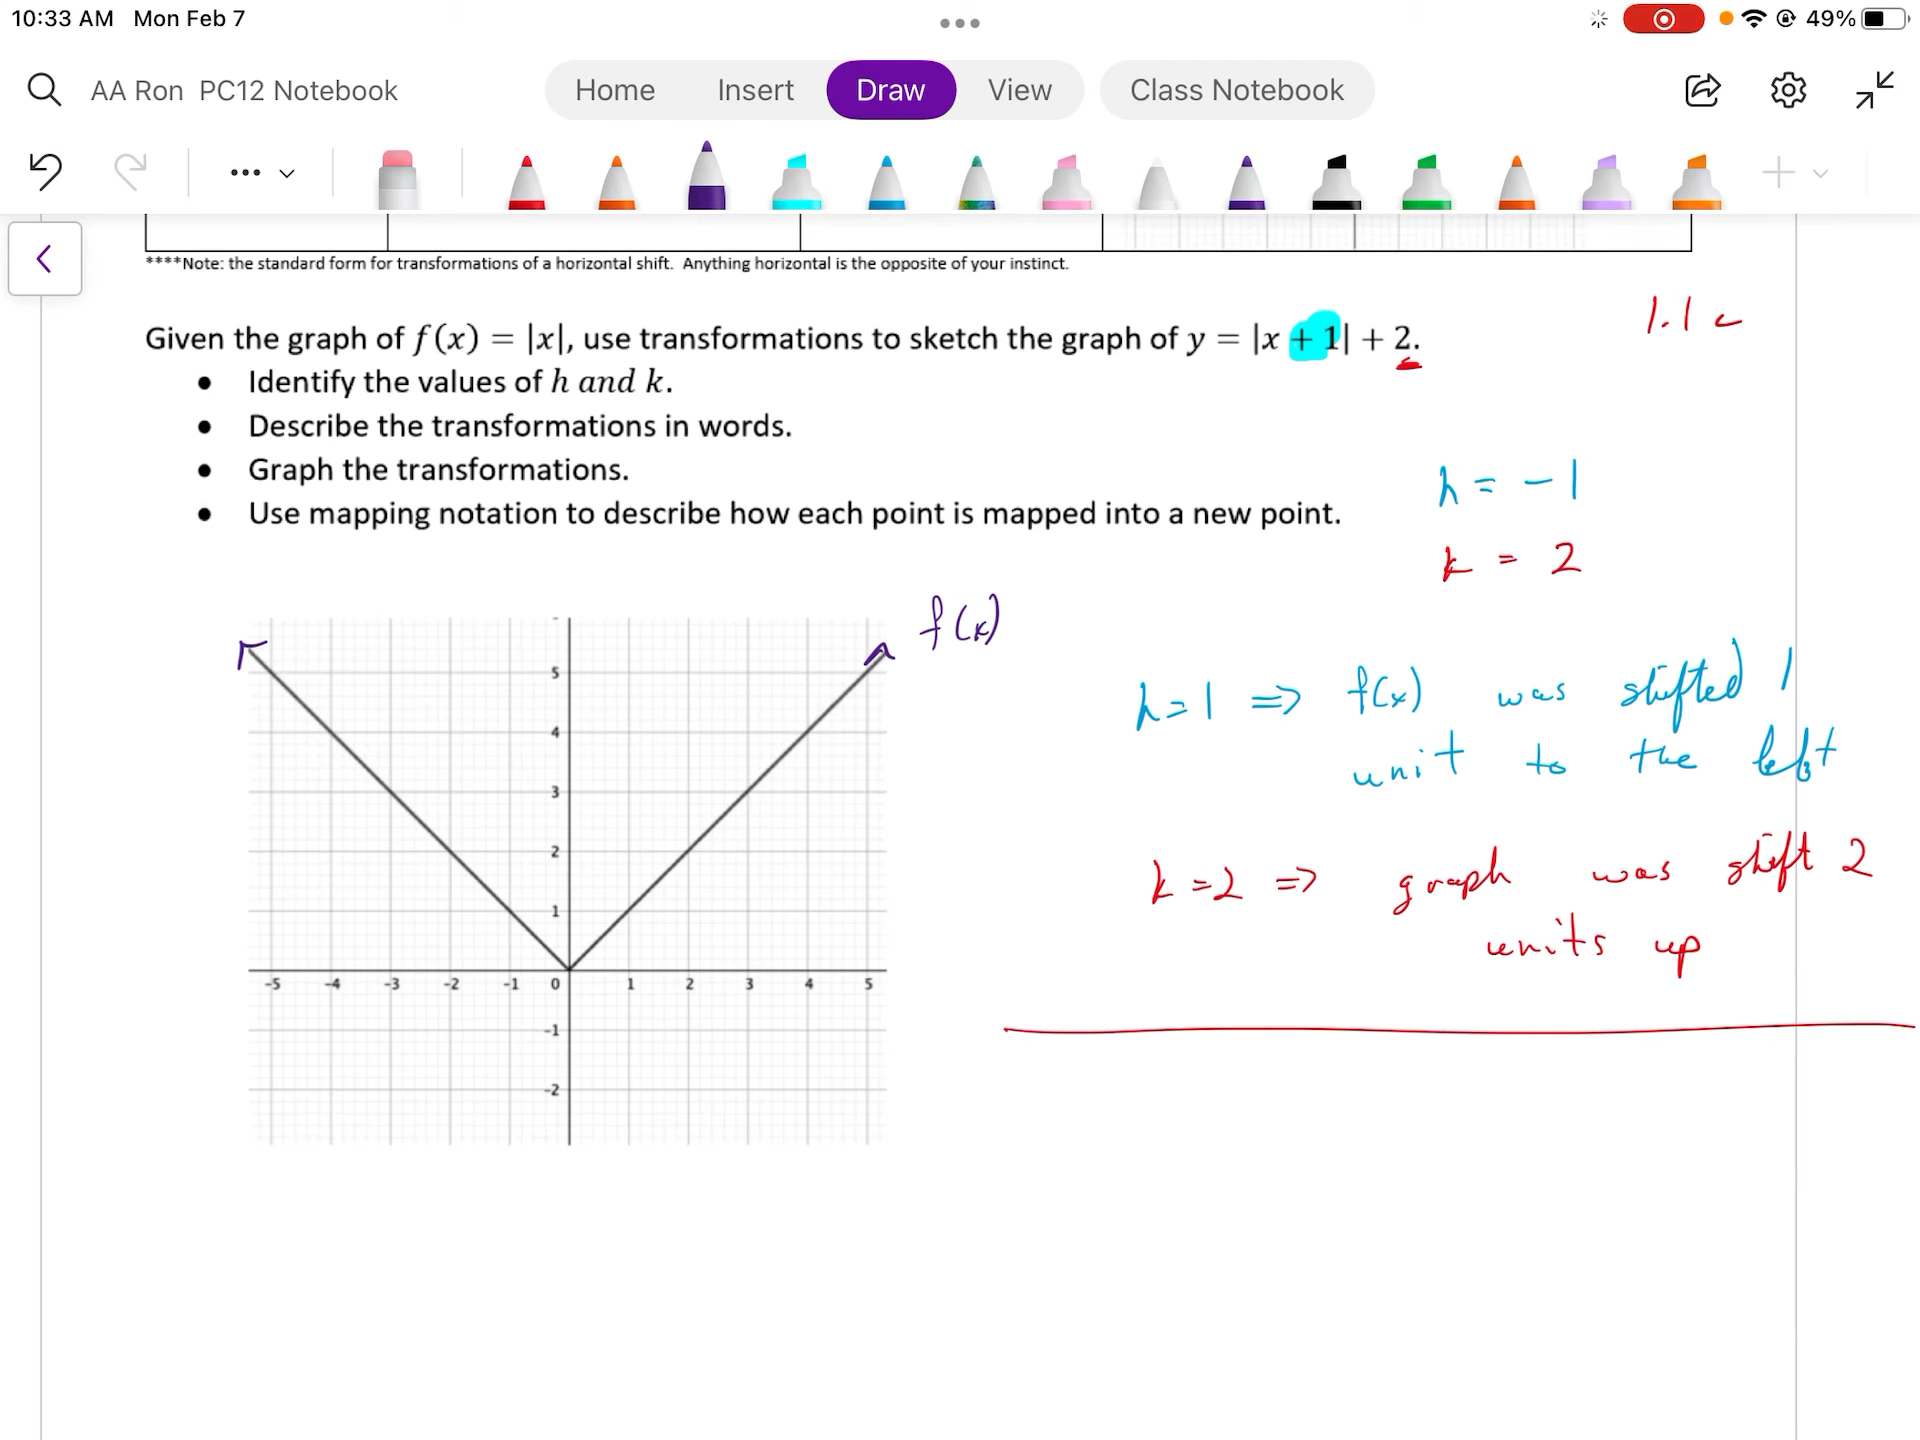 10:33 AM Mon Feb 7
49%
AA Ron PC12 Notebook
Home Insert Draw View Class Notebook
****Note: the standard form for transformations of a horizontal shift. Anything horizontal is the opposite of your instinct.
1.1c
Given the graph of f(x) = |x|, use transformations to sketch the graph of y = |x + 1| + 2.
• Identify the values of h and k.
• Describe the transformations in words.
• Graph the transformations.
• Use mapping notation to describe how each point is mapped into a new point.
h = -1
k = 2
f(x)
h=1 => f(x) was shifted 1
unit to the left
k=2 => graph was shift 2
units up
5
4
3
2
1
-5 -4 -3 -2 -1 0 1 2 3 4 5
-1
-2